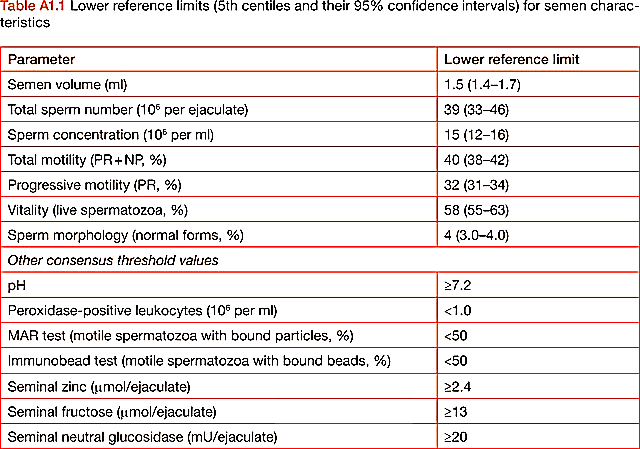 Table A1.1 Lower reference limits (5th centiles and their 95% confidence intervals) for semen charac-
teristics
Parameter Lower reference limit
Semen volume (ml) 1.5 (1.4–1.7)
Total sperm number (10⁶ per ejaculate) 39 (33–46)
Sperm concentration (10⁶ per ml) 15 (12–16)
Total motility (PR+NP, %) 40 (38–42)
Progressive motility (PR, %) 32 (31–34)
Vitality (live spermatozoa, %) 58 (55–63)
Sperm morphology (normal forms, %) 4 (3.0–4.0)
Other consensus threshold values
pH ≥7.2
Peroxidase-positive leukocytes (10⁶ per ml) <1.0
MAR test (motile spermatozoa with bound particles, %) <50
Immunobead test (motile spermatozoa with bound beads, %) <50
Seminal zinc (μmol/ejaculate) ≥2.4
Seminal fructose (μmol/ejaculate) ≥13
Seminal neutral glucosidase (mU/ejaculate) ≥20